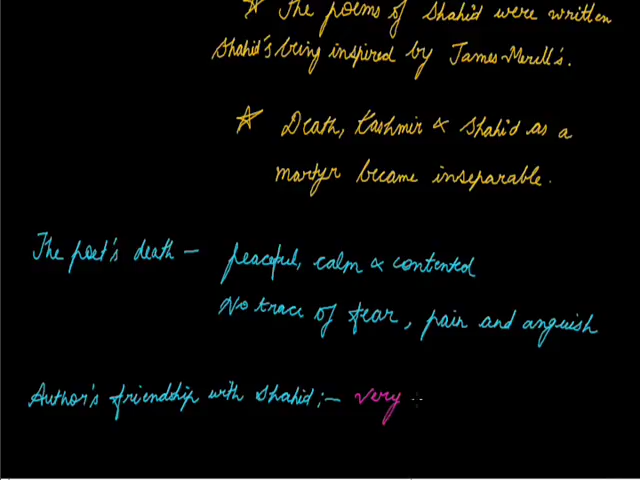 ★ The poems of Shahid were written
Shahid's being inspired by James Merill's.
★ Death, Kashmir & Shahid as a
martyr became inseparable.
The poet's death — peaceful, calm & contented
No trace of fear, pain and anguish
Author's friendship with Shahid :— Very